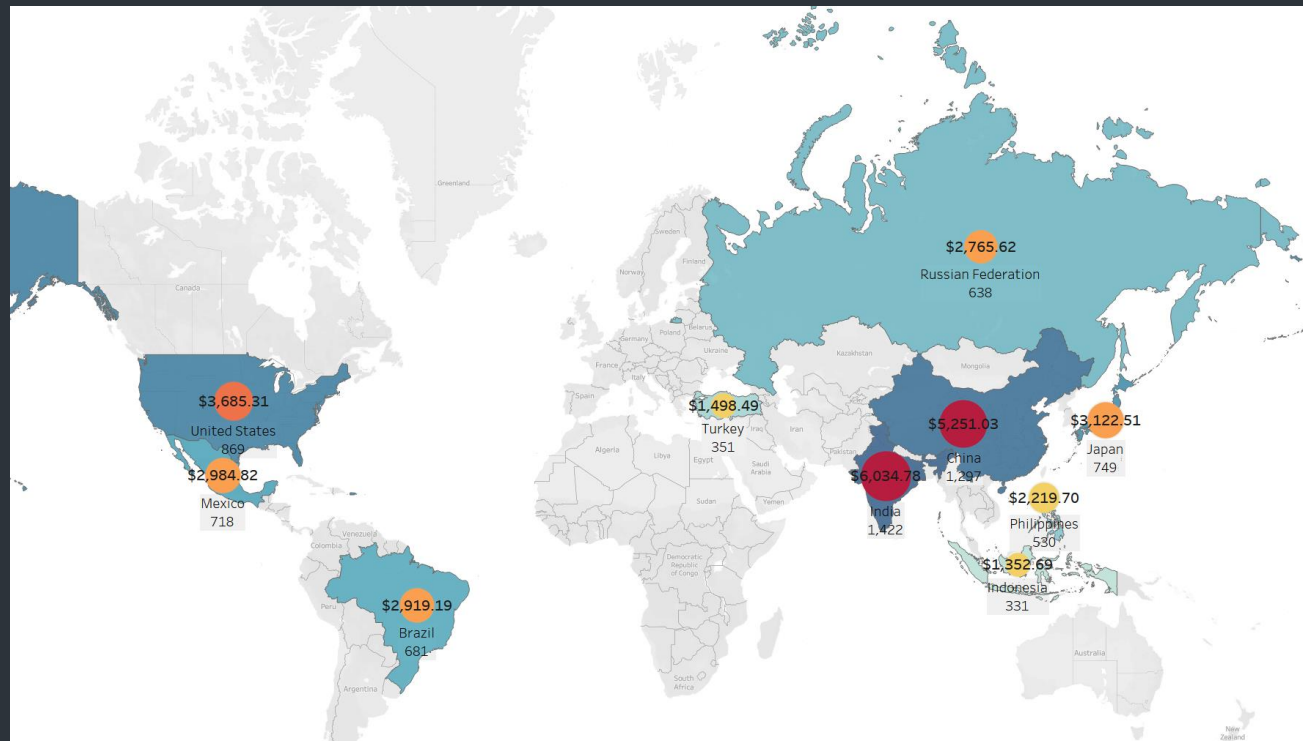 Greenland
Sweden
Finland
Norway
Canada
$2,765.62
Russian Federation
638
Poland
Belarus
Germany
Ukraine
France
Kazakhstan
Mongolia
Italy
Spain
$3,685.31
United States
869
$1,498.49
Turkey
351
Iraq
Iran
$5,251.03
China
1,297
$3,122.51
Japan
749
Algeria
Libya
Egypt
Saudi
Arabia
Pakistan
$2,984.82
Mexico
718
$6,034.78
India
1,422
$2,219.70
Philippines
530
Sudan
Yemen
Venezuela
Colombia
$1,352.69
Indonesia
331
Democratic
Republic
of Congo
Peru
$2,919.19
Brazil
681
Australia
South
Africa
Argentina
New
Zealand